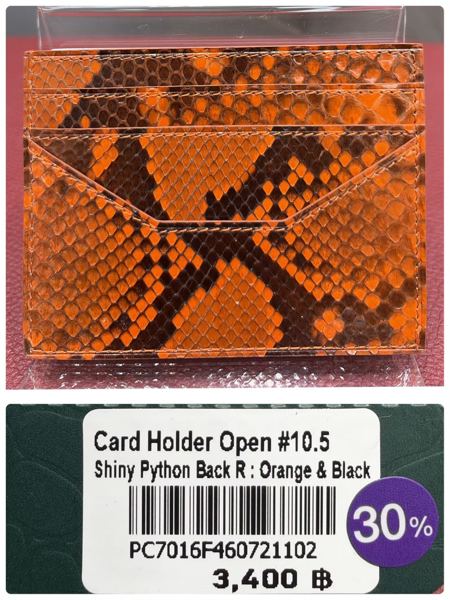 Card Holder Open #10.5
Shiny Python Back R : Orange & Black
PC7016F460721102
30%
3,400 ฿